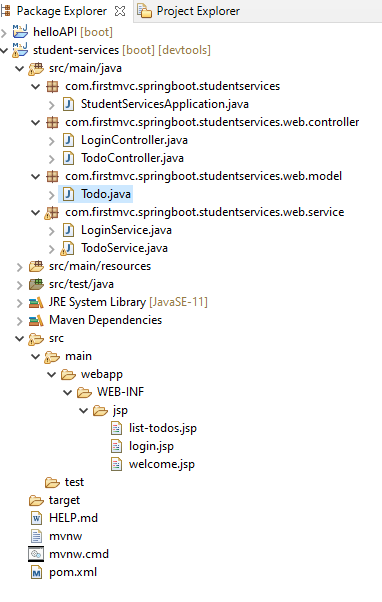 Package Explorer Project Explorer
helloAPI [boot]
student-services [boot] [devtools]
src/main/java
com.firstmvc.springboot.studentservices
StudentServicesApplication.java
com.firstmvc.springboot.studentservices.web.controller
LoginController.java
TodoController.java
com.firstmvc.springboot.studentservices.web.model
Todo.java
com.firstmvc.springboot.studentservices.web.service
LoginService.java
TodoService.java
src/main/resources
src/test/java
JRE System Library [JavaSE-11]
Maven Dependencies
src
main
webapp
WEB-INF
jsp
list-todos.jsp
login.jsp
welcome.jsp
test
target
HELP.md
mvnw
mvnw.cmd
pom.xml